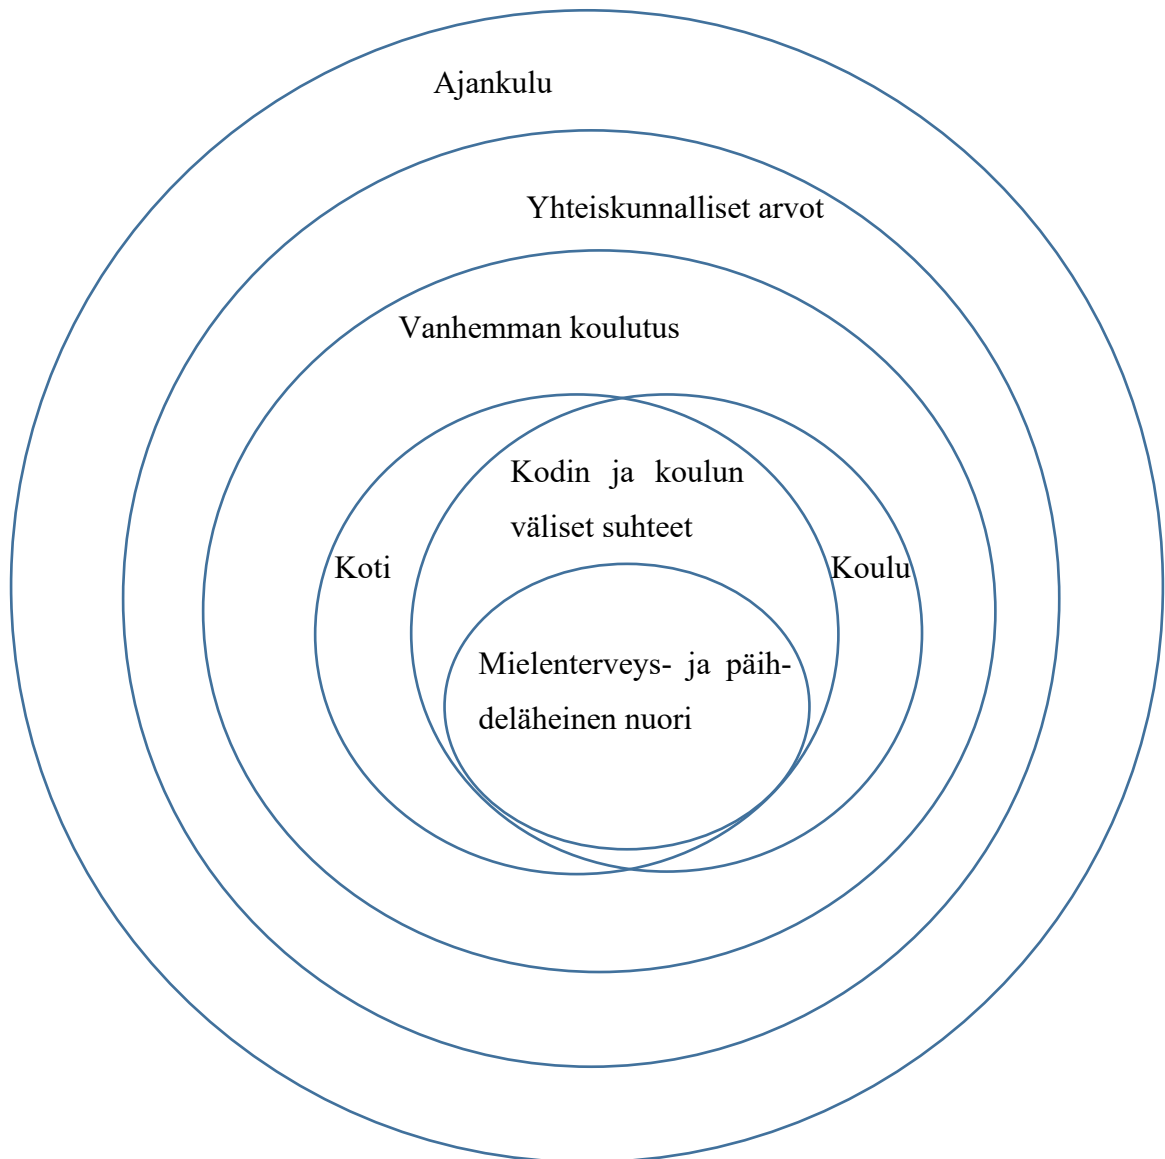 Ajankulu
Yhteiskunnalliset arvot
Vanhemman koulutus
Kodin ja koulun
väliset suhteet
Koti
Koulu
Mielenterveys- ja päih-
deläheinen nuori